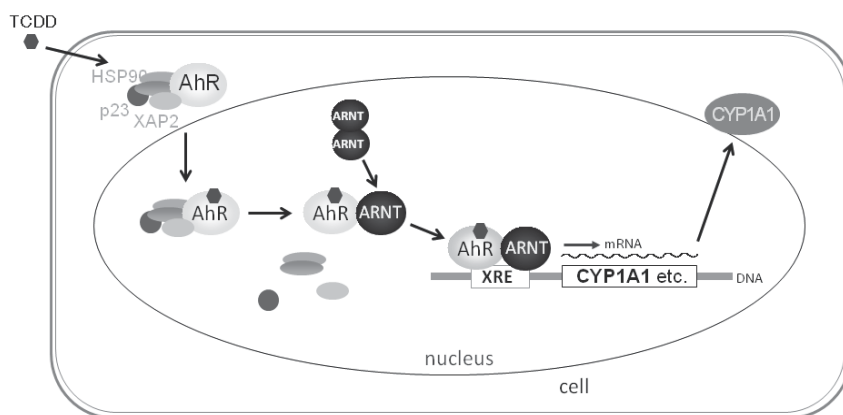 TCDD
HSP90
AhR
p23
XAP2
ARNT
ARNT
CYP1A1
AhR
AhR
ARNT
AhR
ARNT
mRNA
XRE
CYP1A1 etc.
DNA
nucleus
cell